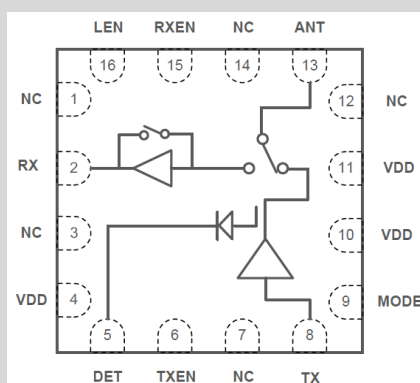 LEN RXEN NC ANT
16 15 14 13
NC 1 12 NC
RX 2 11 VDD
NC 3 10 VDD
VDD 4 9 MODE
5 6 7 8
DET TXEN NC TX